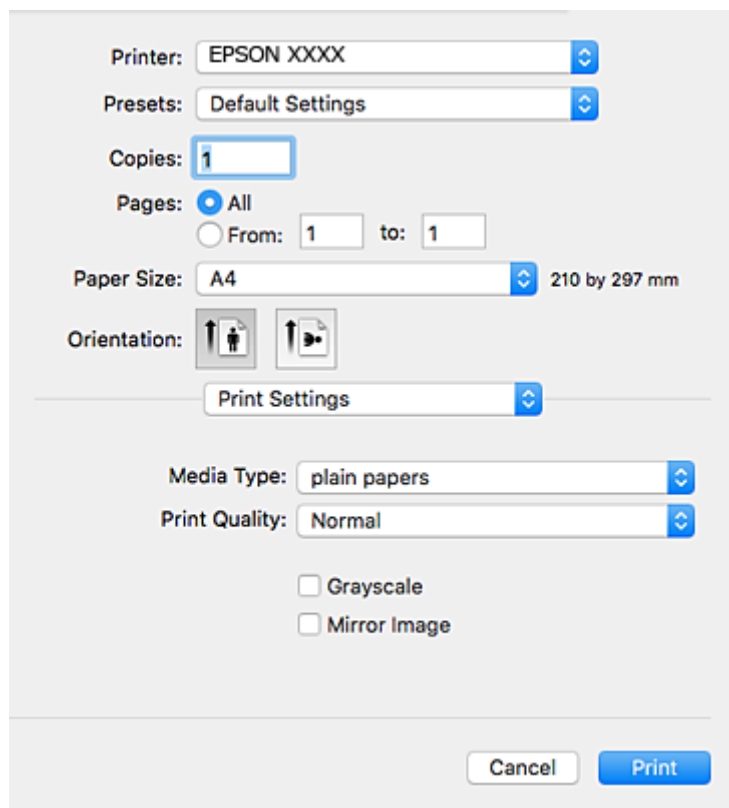 Printer: EPSON XXXX
Presets: Default Settings
Copies: 1
Pages: All
From: 1 to: 1
Paper Size: A4 210 by 297 mm
Orientation:
Print Settings
Media Type: plain papers
Print Quality: Normal
Grayscale
Mirror Image
Cancel Print